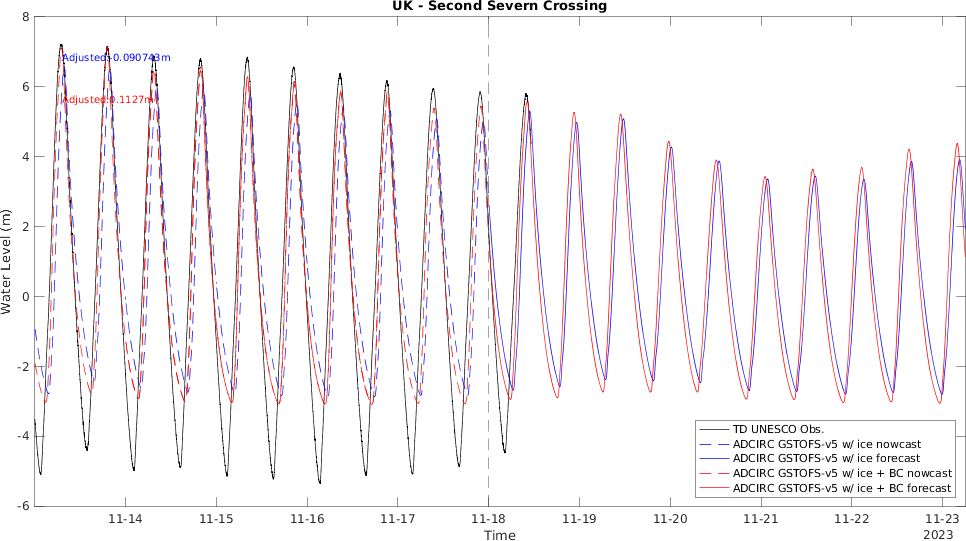 UK - Second Severn Crossing
8
6
4
2
0
-2
-4
-6
Water Level (m)
Adjusted:-0.090743m
Adjusted:0.1127m
TD UNESCO Obs.
ADCIRC GSTOFS-v5 w/ ice nowcast
ADCIRC GSTOFS-v5 w/ ice forecast
ADCIRC GSTOFS-v5 w/ ice + BC nowcast
ADCIRC GSTOFS-v5 w/ ice + BC forecast
11-14 11-15 11-16 11-17 11-18 11-19 11-20 11-21 11-22 11-23
Time
2023